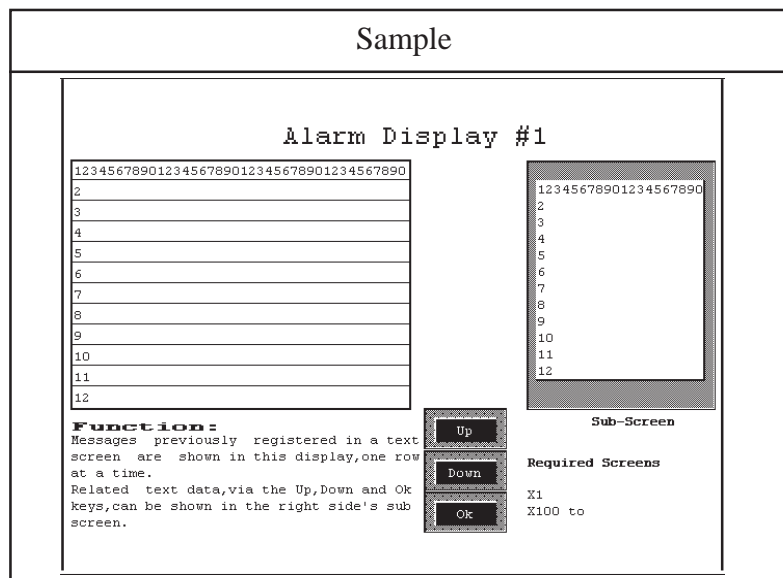 Sample
Alarm Display #1
1234567890123456789012345678901234567890
2
3
4
5
6
7
8
9
10
11
12
12345678901234567890
2
3
4
5
6
7
8
9
10
11
12
Sub-Screen
Function:
Messages previously registered in a text
screen are shown in this display,one row
at a time.
Related text data,via the Up,Down and Ok
keys,can be shown in the right side's sub
screen.
Up
Down
Ok
Required Screens
X1
X100 to